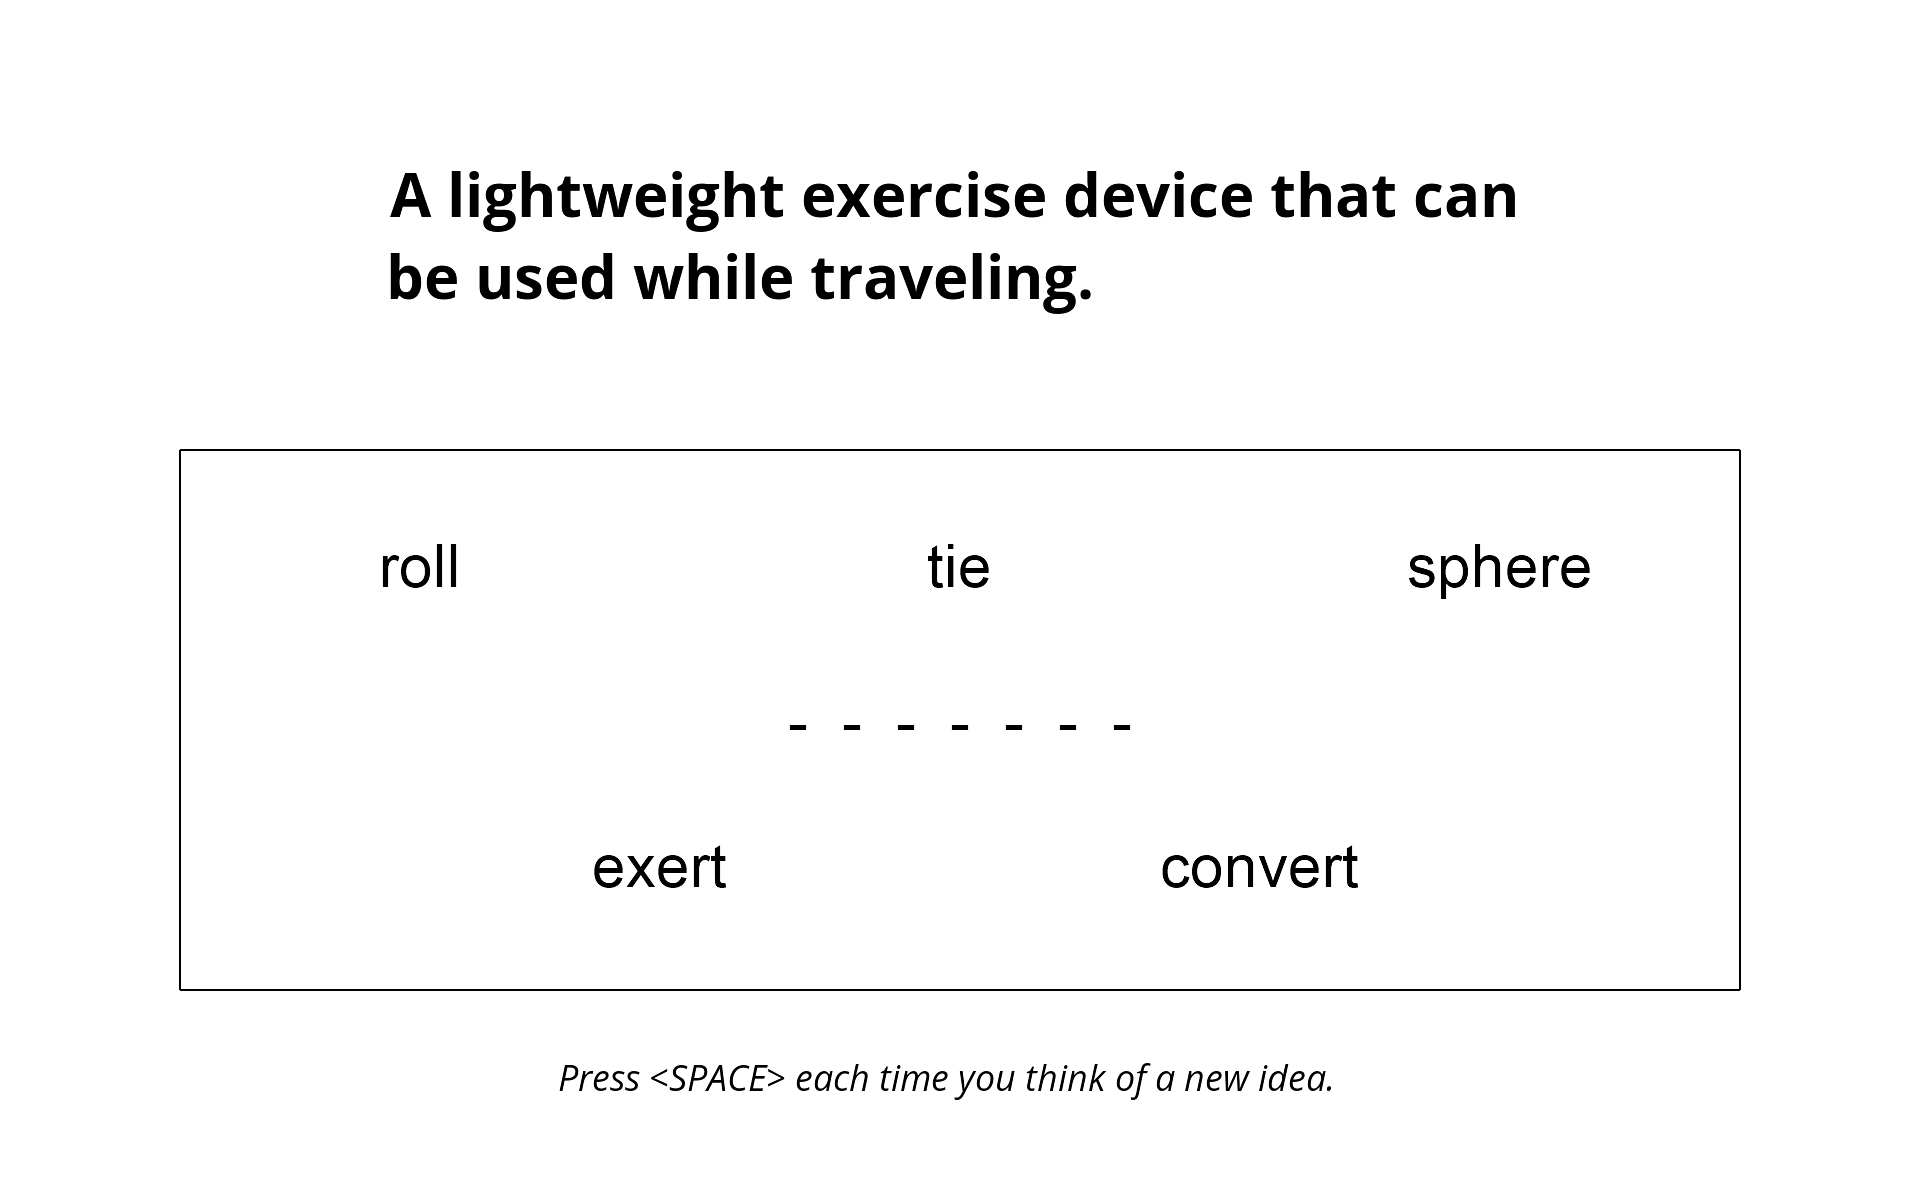 A lightweight exercise device that can
be used while traveling.
roll tie sphere
- - - - - - -
exert convert
Press <SPACE> each time you think of a new idea.